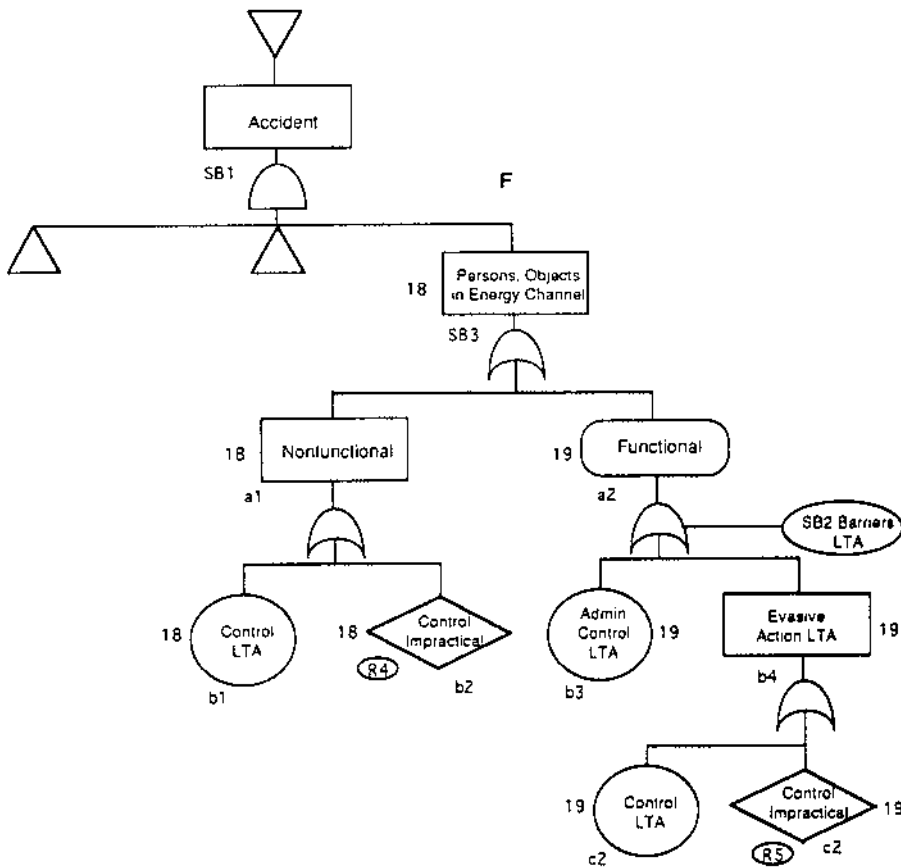 Accident
SB1
F
18
Persons, Objects
in Energy Channel
SB3
18
Nonfunctional
a1
19
Functional
a2
SB2 Barriers
LTA
18
Control
LTA
b1
18
Control
Impractical
R4
b2
Admin
Control
LTA
19
b3
Evasive
Action LTA
19
b4
19
Control
LTA
c2
Control
Impractical
19
R5
c2